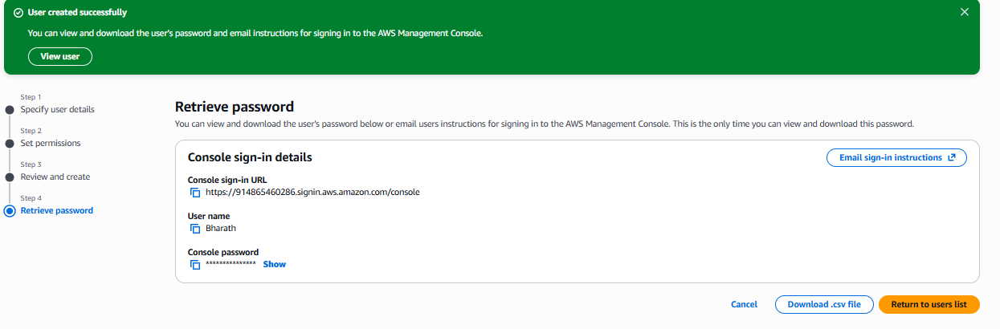 User created successfully
You can view and download the user's password and email instructions for signing in to the AWS Management Console.
View user
Step 1
Specify user details
Step 2
Set permissions
Step 3
Review and create
Step 4
Retrieve password
Retrieve password
You can view and download the user's password below or email users instructions for signing in to the AWS Management Console. This is the only time you can view and download this password.
Console sign-in details
Email sign-in instructions
Console sign-in URL
https://914865460286.signin.aws.amazon.com/console
User name
Bharath
Console password
*************** Show
Cancel
Download .csv file
Return to users list